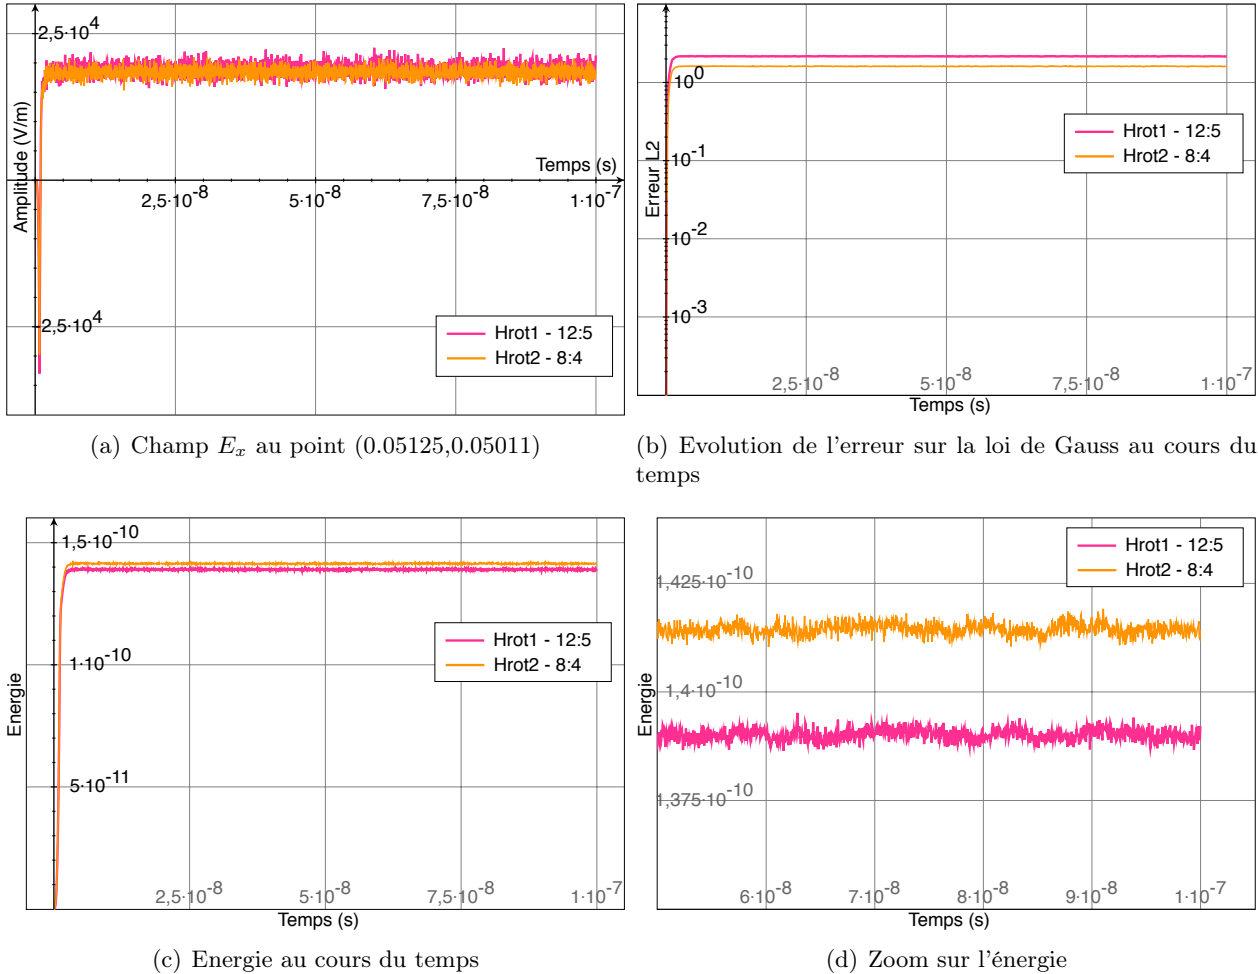 2,5·10⁴
Amplitude (V/m)
Temps (s)
2,5·10⁻⁸
5·10⁻⁸
7,5·10⁻⁸
1·10⁻⁷
2,5·10⁴
Hrot1 - 12:5
Hrot2 - 8:4
(a) Champ Eₓ au point (0.05125,0.05011)
10⁰
Hrot1 - 12:5
Hrot2 - 8:4
10⁻¹
Erreur L2
10⁻²
10⁻³
2,5·10⁻⁸
5·10⁻⁸
7,5·10⁻⁸
1·10⁻⁷
Temps (s)
(b) Evolution de l'erreur sur la loi de Gauss au cours du
temps
1,5·10⁻¹⁰
Hrot1 - 12:5
Hrot2 - 8:4
1·10⁻¹⁰
Energie
5·10⁻¹¹
2,5·10⁻⁸
5·10⁻⁸
7,5·10⁻⁸
1·10⁻⁷
Temps (s)
(c) Energie au cours du temps
Hrot1 - 12:5
Hrot2 - 8:4
1,425·10⁻¹⁰
1,4·10⁻¹⁰
Energie
1,375·10⁻¹⁰
6·10⁻⁸
7·10⁻⁸
8·10⁻⁸
9·10⁻⁸
1·10⁻⁷
Temps (s)
(d) Zoom sur l'énergie